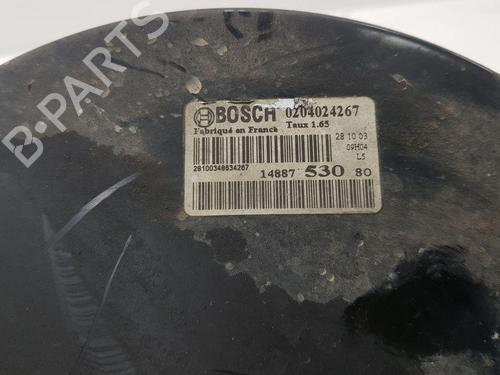 B-PARTS
BOSCH 0204024267
Fabriqué en France Taux 1.65
28 10 03
09H04
L5
28100348634267
14887 530 80